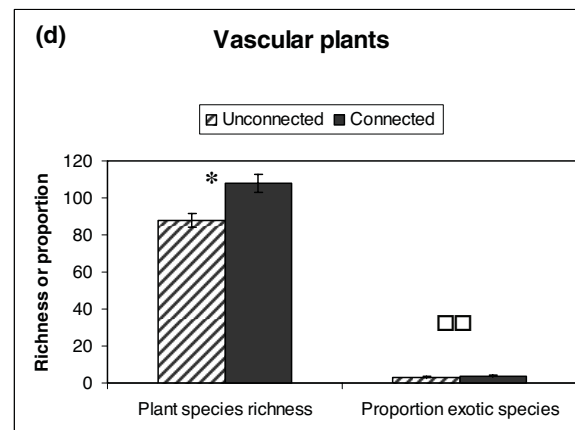 (d) Vascular plants
Unconnected Connected
Richness or proportion
120
100
80
60
40
20
0
*
Plant species richness Proportion exotic species